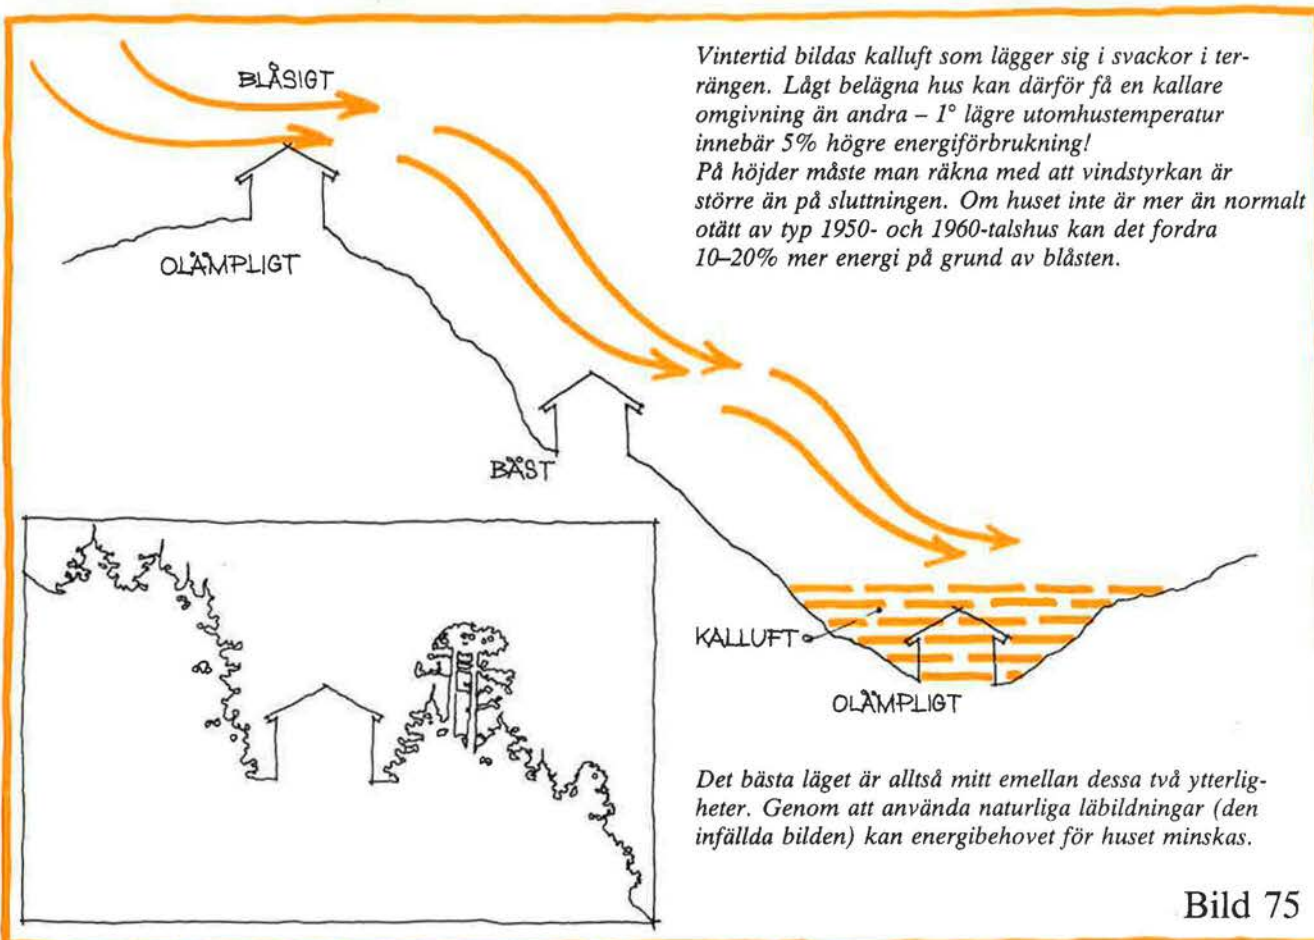 Vintertid bildas kalluft som lägger sig i svackor i ter-
rängen. Lågt belägna hus kan därför få en kallare
omgivning än andra – 1° lägre utomhustemperatur
innebär 5% högre energiförbrukning!
På höjder måste man räkna med att vindstyrkan är
större än på sluttningen. Om huset inte är mer än normalt
otätt av typ 1950- och 1960-talshus kan det fordra
10–20% mer energi på grund av blåsten.
BLÅSIGT
OLÄMPLIGT
BÄST
KALLUFT
OLÄMPLIGT
Det bästa läget är alltså mitt emellan dessa två ytterlig-
heter. Genom att använda naturliga läbildningar (den
infällda bilden) kan energibehovet för huset minskas.
Bild 75